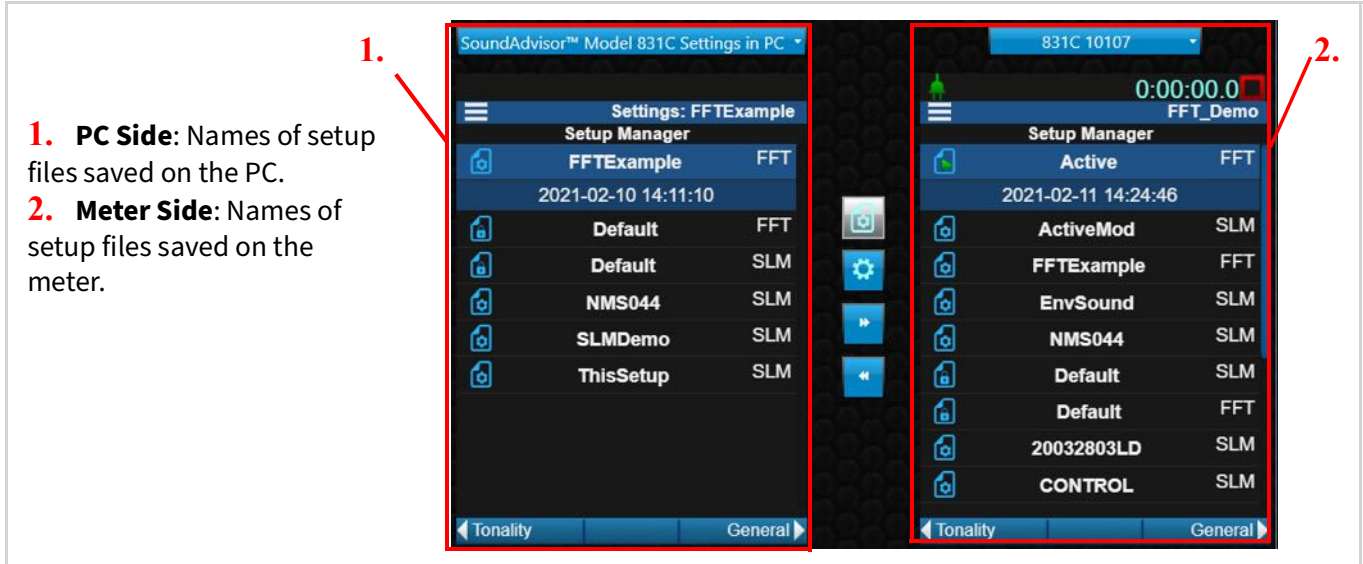 1.
2.
1. PC Side: Names of setup
files saved on the PC.
2. Meter Side: Names of
setup files saved on the
meter.
SoundAdvisor™ Model 831C Settings in PC
Settings: FFTExample
Setup Manager
FFTExample FFT
2021-02-10 14:11:10
Default FFT
Default SLM
NMS044 SLM
SLMDemo SLM
ThisSetup SLM
Tonality General
831C 10107
0:00:00.0
FFT_Demo
Setup Manager
Active FFT
2021-02-11 14:24:46
ActiveMod SLM
FFTExample FFT
EnvSound SLM
NMS044 SLM
Default SLM
Default FFT
20032803LD SLM
CONTROL SLM
Tonality General